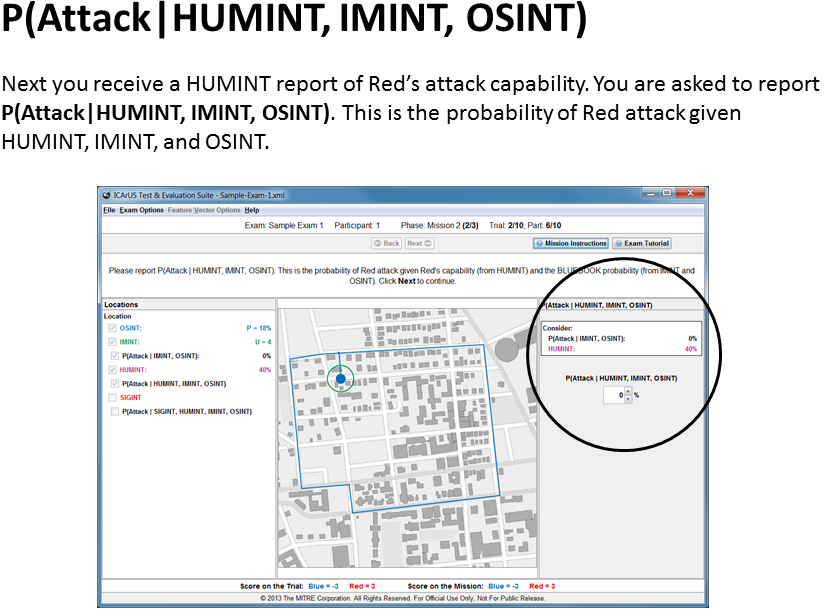 P(Attack|HUMINT, IMINT, OSINT)
Next you receive a HUMINT report of Red's attack capability. You are asked to report
P(Attack|HUMINT, IMINT, OSINT). This is the probability of Red attack given
HUMINT, IMINT, and OSINT.
ICArUS Test & Evaluation Suite - Sample-Exam-1.xml
File Exam Options Feature Vector Options Help
Exam: Sample Exam 1 Participant: 1 Phase: Mission 2 (2/3) Trial: 2/10, Part: 6/10
Back Next Mission Instructions Exam Tutorial
Please report P(Attack | HUMINT, IMINT, OSINT). This is the probability of Red attack given Red's capability (from HUMINT) and the BLUEBOOK probability (from IMINT and
OSINT). Click Next to continue.
Locations
Location
OSINT: P = 18%
IMINT: U = 4
P(Attack | IMINT, OSINT): 0%
HUMINT: 40%
P(Attack | HUMINT, IMINT, OSINT)
SIGINT
P(Attack | SIGINT, HUMINT, IMINT, OSINT)
P(Attack | HUMINT, IMINT, OSINT)
Consider:
P(Attack | IMINT, OSINT): 0%
HUMINT: 40%
P(Attack | HUMINT, IMINT, OSINT)
0 %
Score on the Trial: Blue = -3 Red = 3 Score on the Mission: Blue = -3 Red = 3
© 2013 The MITRE Corporation. All Rights Reserved. For Official Use Only, Not For Public Release.